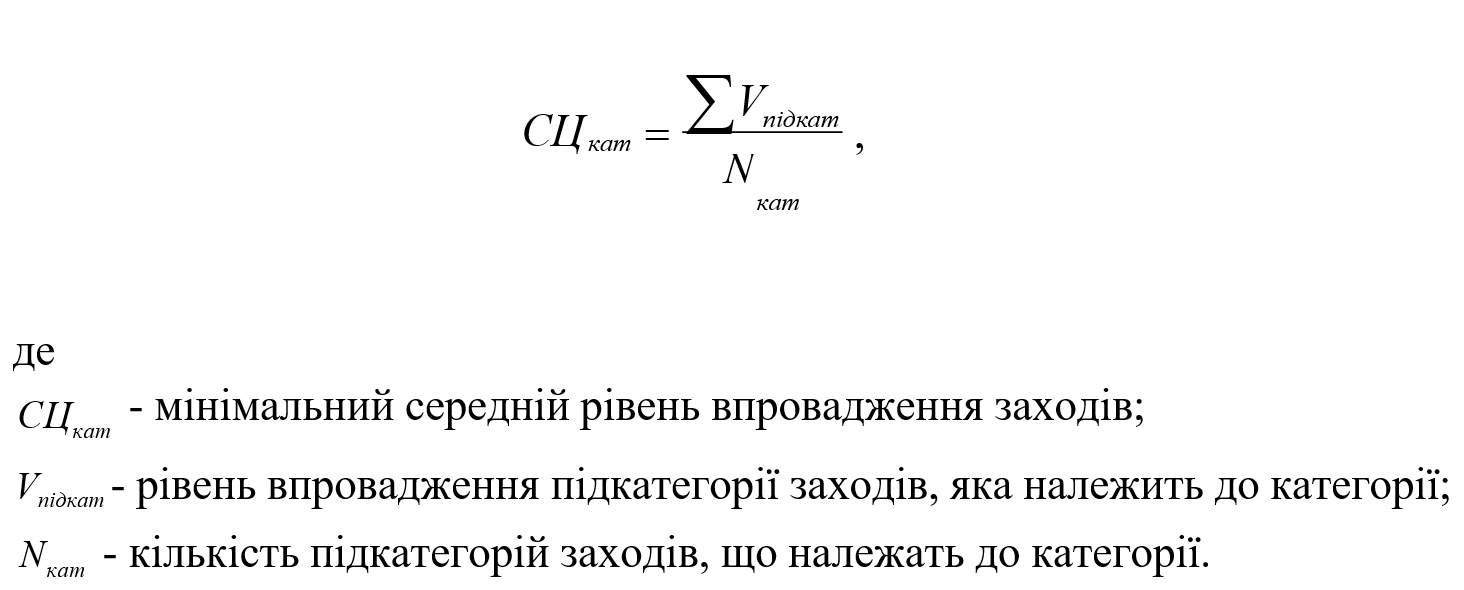 СЦкат = ∑Vпідкат / Nкат ,
де
СЦкат - мінімальний середній рівень впровадження заходів;
Vпідкат - рівень впровадження підкатегорії заходів, яка належить до категорії;
Nкат - кількість підкатегорій заходів, що належать до категорії.